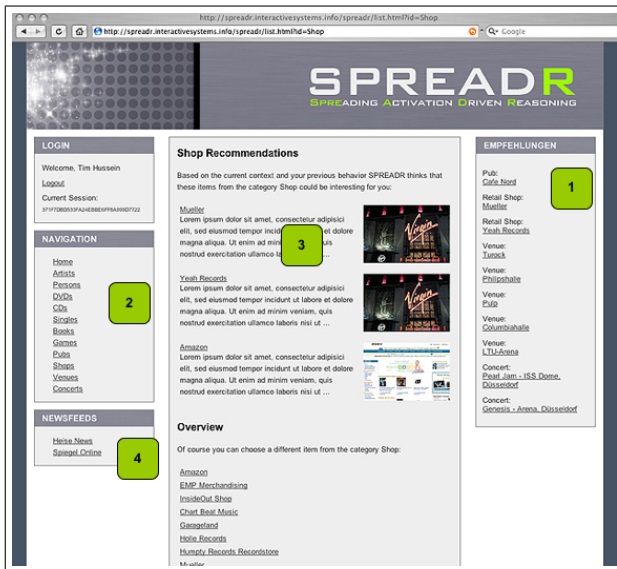 http://spreadr.interactivesystems.info/spreadr/list.html?id=Shop
http://spreadr.interactivesystems.info/spreadr/list.html?id=Shop
Google
SPREADR
SPREADING ACTIVATION DRIVEN REASONING
LOGIN
Welcome, Tim Hussein
Logout
Current Session:
NAVIGATION
Home
Artists
Persons
DVDs
CDs
Singles
Books
Games
Pubs
Shops
Venues
Concerts
2
NEWSFEEDS
Heise News
Spiegel Online
4
Shop Recommendations
Based on the current context and your previous behavior SPREADR thinks that
these items from the category Shop could be interesting for you:
Mueller
Lorem ipsum dolor sit amet, consectetur adipisici
elit, sed eiusmod tempor incidunt
magna aliqua. Ut enim ad minim
nostrud exercitation ullamco
3
Yeah Records
Lorem ipsum dolor sit amet, consectetur adipisici
elit, sed eiusmod tempor incidunt ut labore et dolore
magna aliqua. Ut enim ad minim veniam, quis
nostrud exercitation ullamco laboris nisi ut ...
Amazon
Lorem ipsum dolor sit amet, consectetur adipisici
elit, sed eiusmod tempor incidunt ut labore et dolore
magna aliqua. Ut enim ad minim veniam, quis
nostrud exercitation ullamco laboris nisi ut ...
Virgin
Virgin
Overview
Of course you can choose a different item from the category Shop:
Amazon
EMP Merchandising
InsideOut Shop
Chart Beat Music
Garageland
Holie Records
Humpty Records Recordstore
Mueller
EMPFEHLUNGEN
Pub:
Cafe Nord
Retail Shop:
Mueller
1
Retail Shop:
Yeah Records
Venue:
Turock
Venue:
Philipshalle
Venue:
Pulp
Venue:
Columbiahalle
Venue:
LTU-Arena
Concert:
Pearl Jam - ISS Dome,
Düsseldorf
Concert:
Genesis - Arena, Düsseldorf